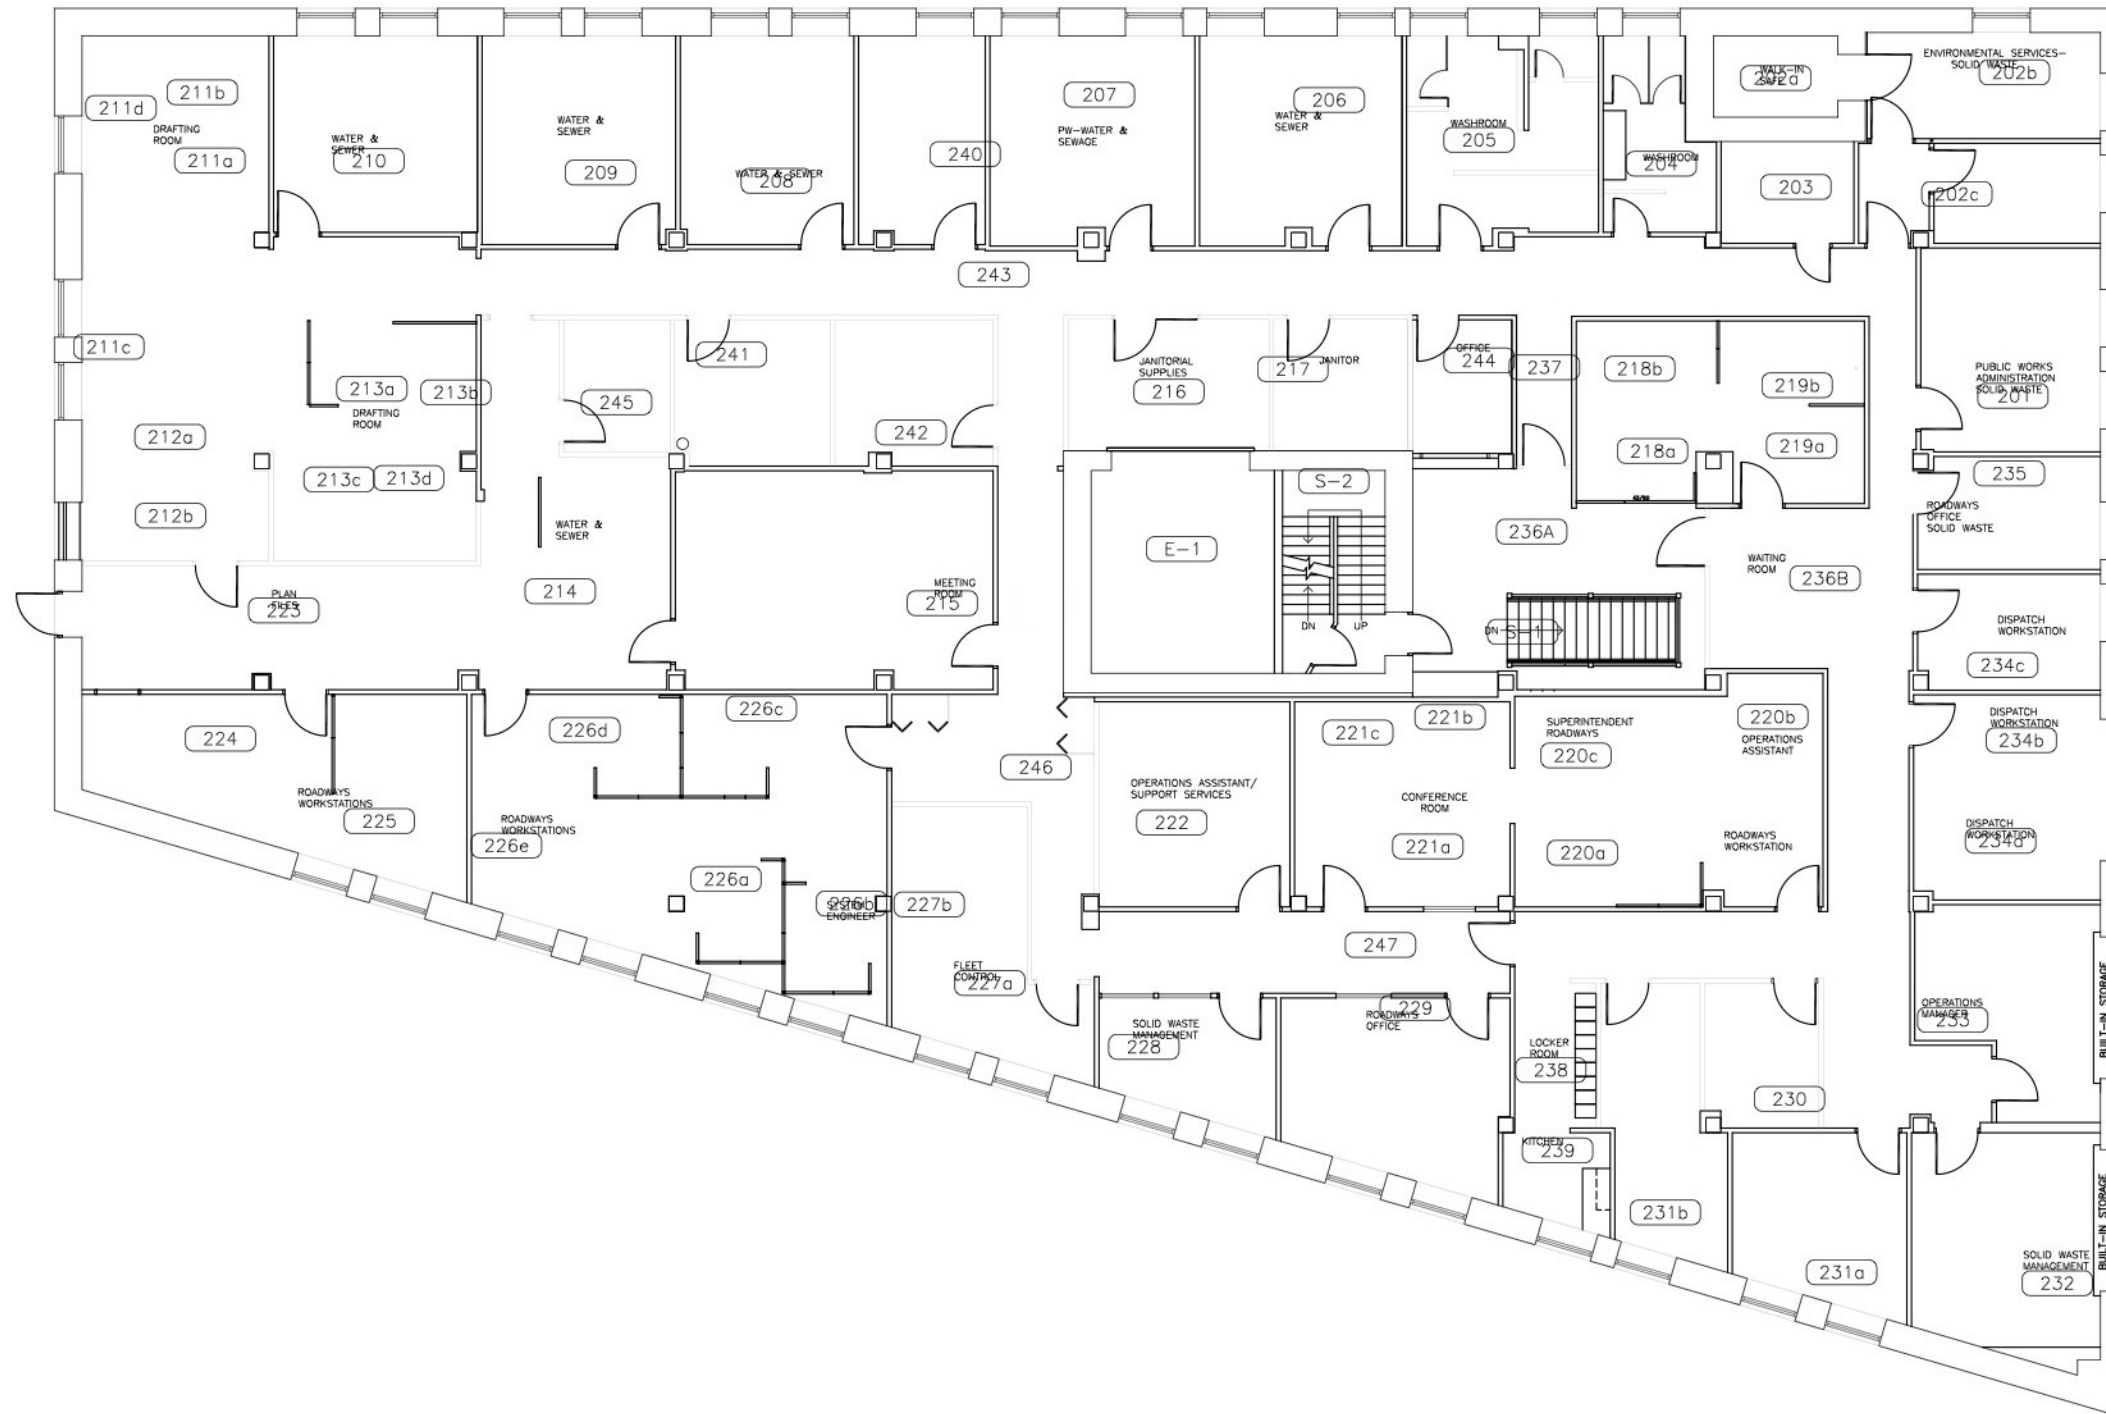 211d
211b
DRAFTING
ROOM
211a
WATER &
SEWER
210
WATER &
SEWER
209
WATER & SEWER
208
240
207
PW-WATER &
SEWAGE
206
WATER &
SEWER
WASHROOM
205
WASHROOM
204
WALK-IN
SAFE
202a
203
ENVIRONMENTAL SERVICES-
SOLID WASTE
202b
202c
243
211c
213a
213b
DRAFTING
ROOM
213c
213d
212a
212b
245
241
242
JANITORIAL
SUPPLIES
216
217
JANITOR
OFFICE
244
237
218b
218a
219b
219a
PUBLIC WORKS
ADMINISTRATION
SOLID WASTE
201
235
ROADWAYS
OFFICE
SOLID WASTE
WATER &
SEWER
214
MEETING
ROOM
215
E-1
S-2
DN
UP
236A
WAITING
ROOM
236B
DN
S-1
DISPATCH
WORKSTATION
234c
PLAN
FILES
223
224
ROADWAYS
WORKSTATIONS
225
226d
226c
ROADWAYS
WORKSTATIONS
226e
226a
226b
SYSTEM
ENGINEER
227b
FLEET
CONTROL
227a
246
OPERATIONS ASSISTANT/
SUPPORT SERVICES
222
221c
221b
CONFERENCE
ROOM
221a
SUPERINTENDENT
ROADWAYS
220c
220b
OPERATIONS
ASSISTANT
ROADWAYS
WORKSTATION
220a
DISPATCH
WORKSTATION
234b
DISPATCH
WORKSTATION
234a
247
SOLID WASTE
MANAGEMENT
228
229
ROADWAYS
OFFICE
LOCKER
ROOM
238
230
OPERATIONS
MANAGER
233
BUILT-IN STORAGE
KITCHEN
239
231b
231a
SOLID WASTE
MANAGEMENT
232
BUILT-IN STORAGE